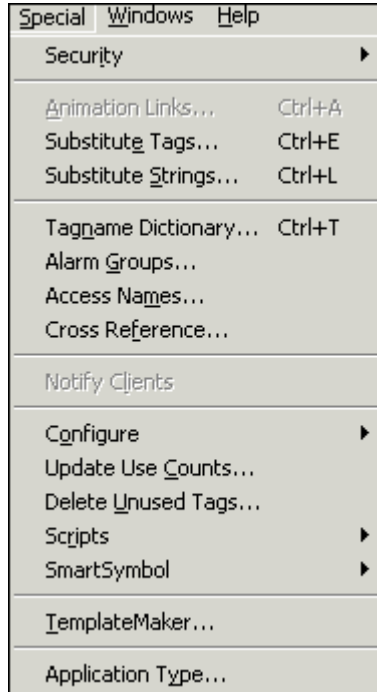 Special Windows Help
Security
Animation Links... Ctrl+A
Substitute Tags... Ctrl+E
Substitute Strings... Ctrl+L
Tagname Dictionary... Ctrl+T
Alarm Groups...
Access Names...
Cross Reference...
Notify Clients
Configure
Update Use Counts...
Delete Unused Tags...
Scripts
SmartSymbol
TemplateMaker...
Application Type...